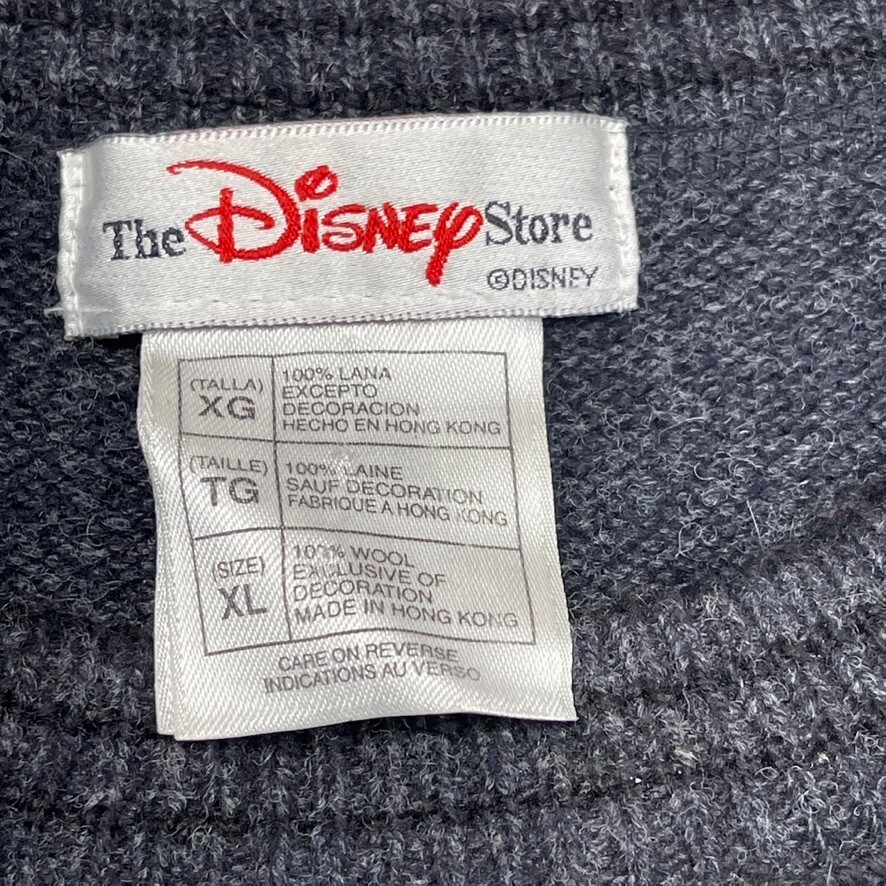 The Disney Store
©DISNEY
(TALLA)
XG
100% LANA
EXCEPTO
DECORACION
HECHO EN HONG KONG
(TAILLE)
TG
100% LAINE
SAUF DECORATION
FABRIQUE A HONG KONG
(SIZE)
XL
100% WOOL
EXCLUSIVE OF
DECORATION
MADE IN HONG KONG
CARE ON REVERSE
INDICATIONS AU VERSO